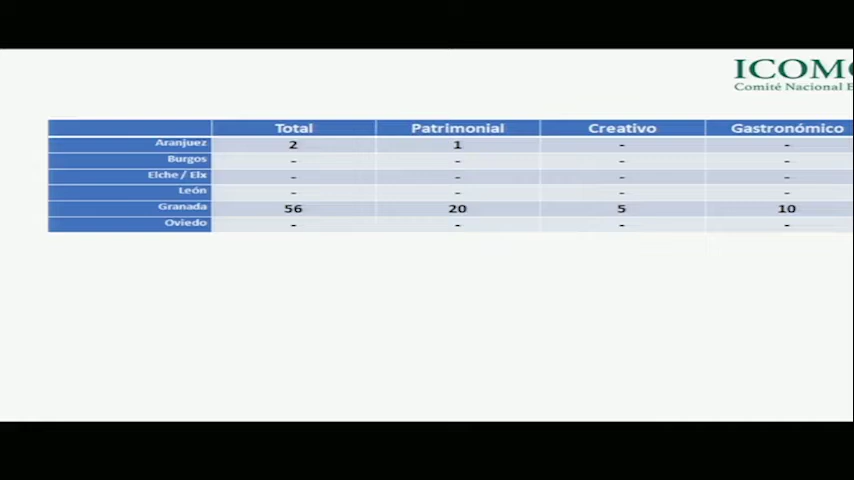 ICOMO
Comité Nacional E
Total Patrimonial Creativo Gastronómico
Aranjuez 2 1 - -
Burgos - - - -
Elche / Elx - - - -
León - - - -
Granada 56 20 5 10
Oviedo - - - -